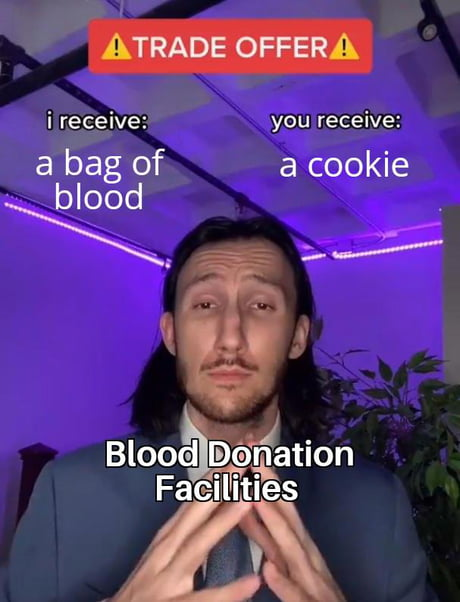 ⚠TRADE OFFER⚠
i receive: you receive:
a bag of blood
a cookie
Blood Donation
Facilities